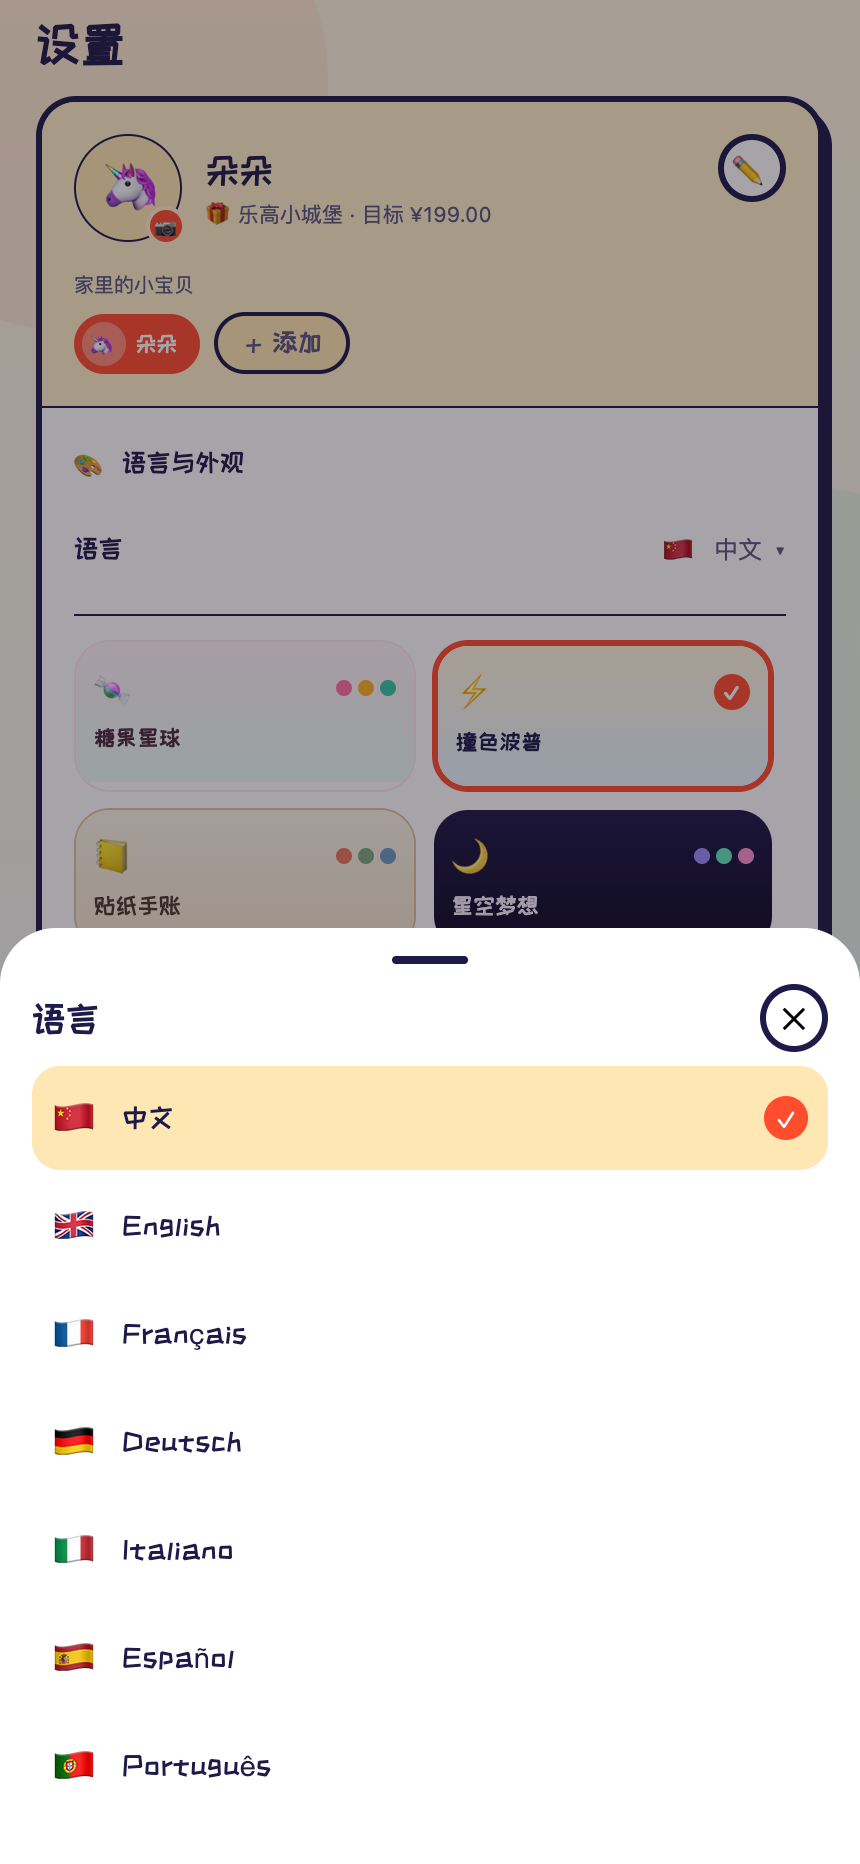 设置
朵朵
乐高小城堡 · 目标 ¥199.00
家里的小宝贝
朵朵
+ 添加
语言与外观
语言
中文
糖果星球
撞色波普
贴纸手账
星空梦想
语言
中文
English
Français
Deutsch
Italiano
Español
Português